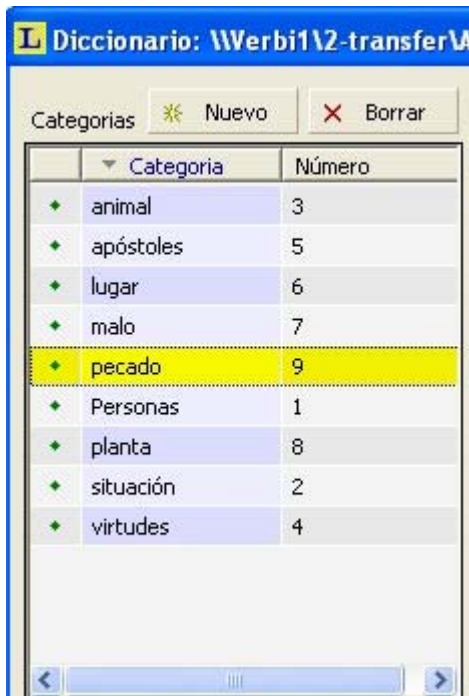 L Diccionario: \\Werbi1\2-transfer\A
Categorias Nuevo Borrar
Categoria Número
animal 3
apóstoles 5
lugar 6
malo 7
pecado 9
Personas 1
planta 8
situación 2
virtudes 4